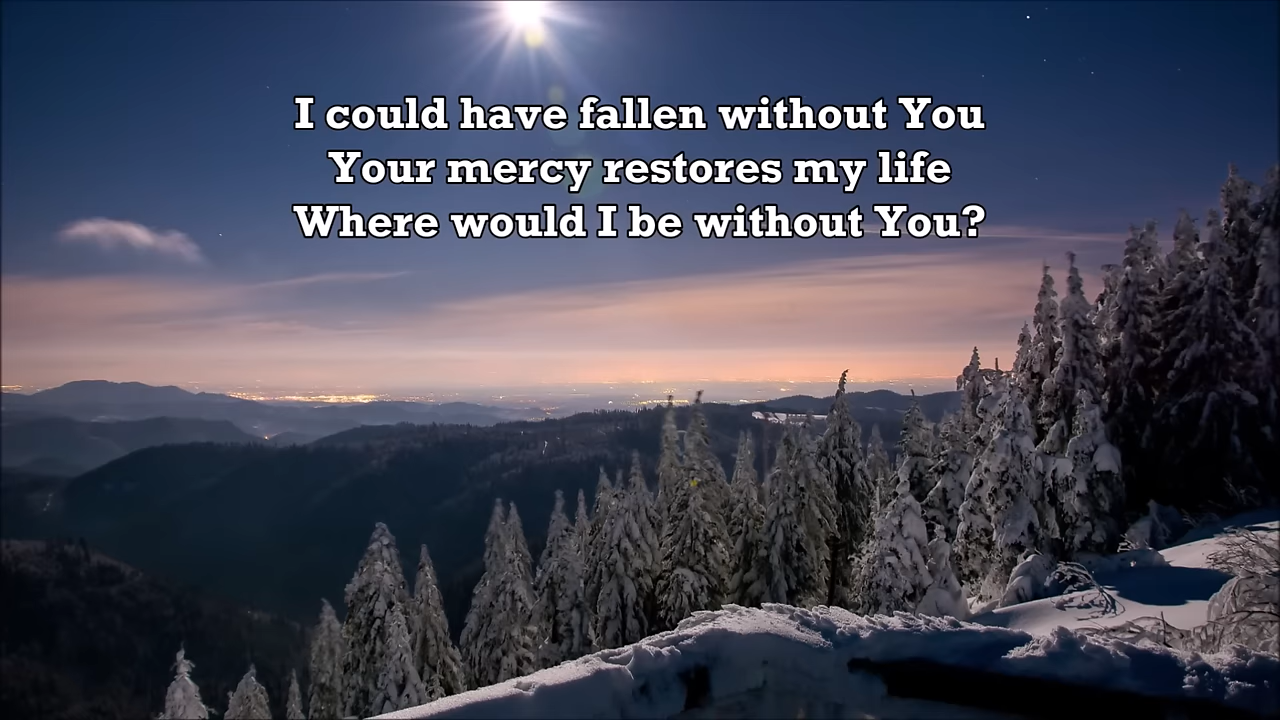 I could have fallen without You
Your mercy restores my life
Where would I be without You?